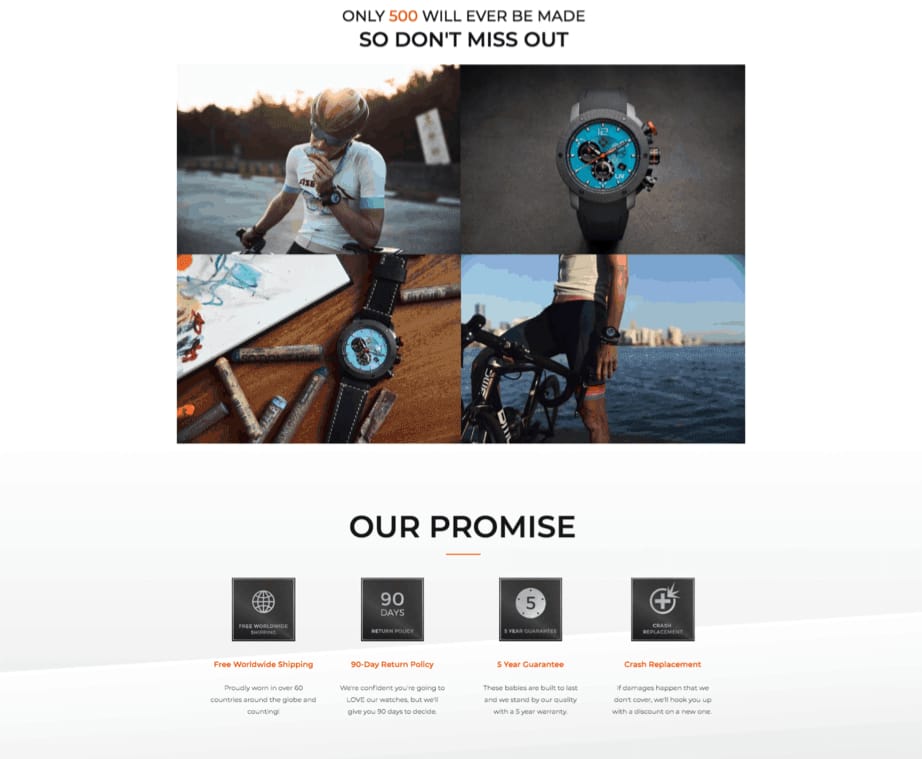 ONLY 500 WILL EVER BE MADE
SO DON'T MISS OUT
OUR PROMISE
FREE WORLDWIDE
SHIPPING
90
DAYS
RETURN POLICY
5
5 YEAR GUARANTEE
CRASH
REPLACEMENT
Free Worldwide Shipping
90-Day Return Policy
5 Year Guarantee
Crash Replacement
Proudly worn in over 60
countries around the globe and
counting!
We're confident you're going to
LOVE our watches, but we'll
give you 90 days to decide.
These babies are built to last
and we stand by our quality
with a 5 year warranty.
If damages happen that we
don't cover, we'll hook you up
with a discount on a new one.